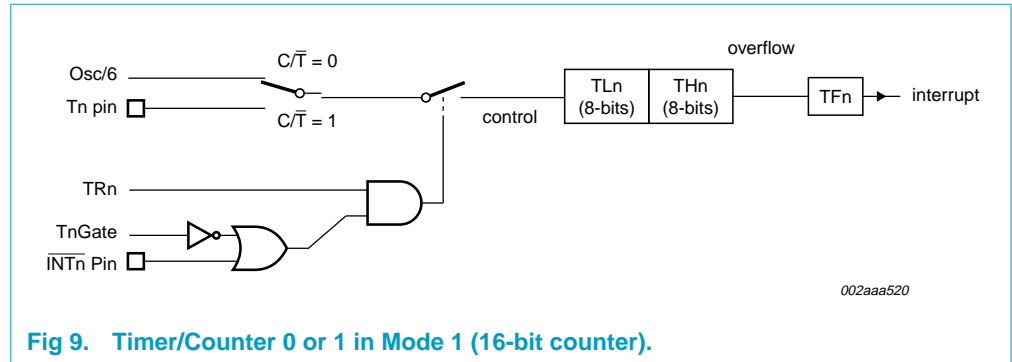 overflow
C/T̅ = 0
Osc/6
Tn pin
C/T̅ = 1
control
TLn
(8-bits)
THn
(8-bits)
TFn
interrupt
TRn
TnGate
I̅N̅T̅n̅ Pin
002aaa520
Fig 9. Timer/Counter 0 or 1 in Mode 1 (16-bit counter).